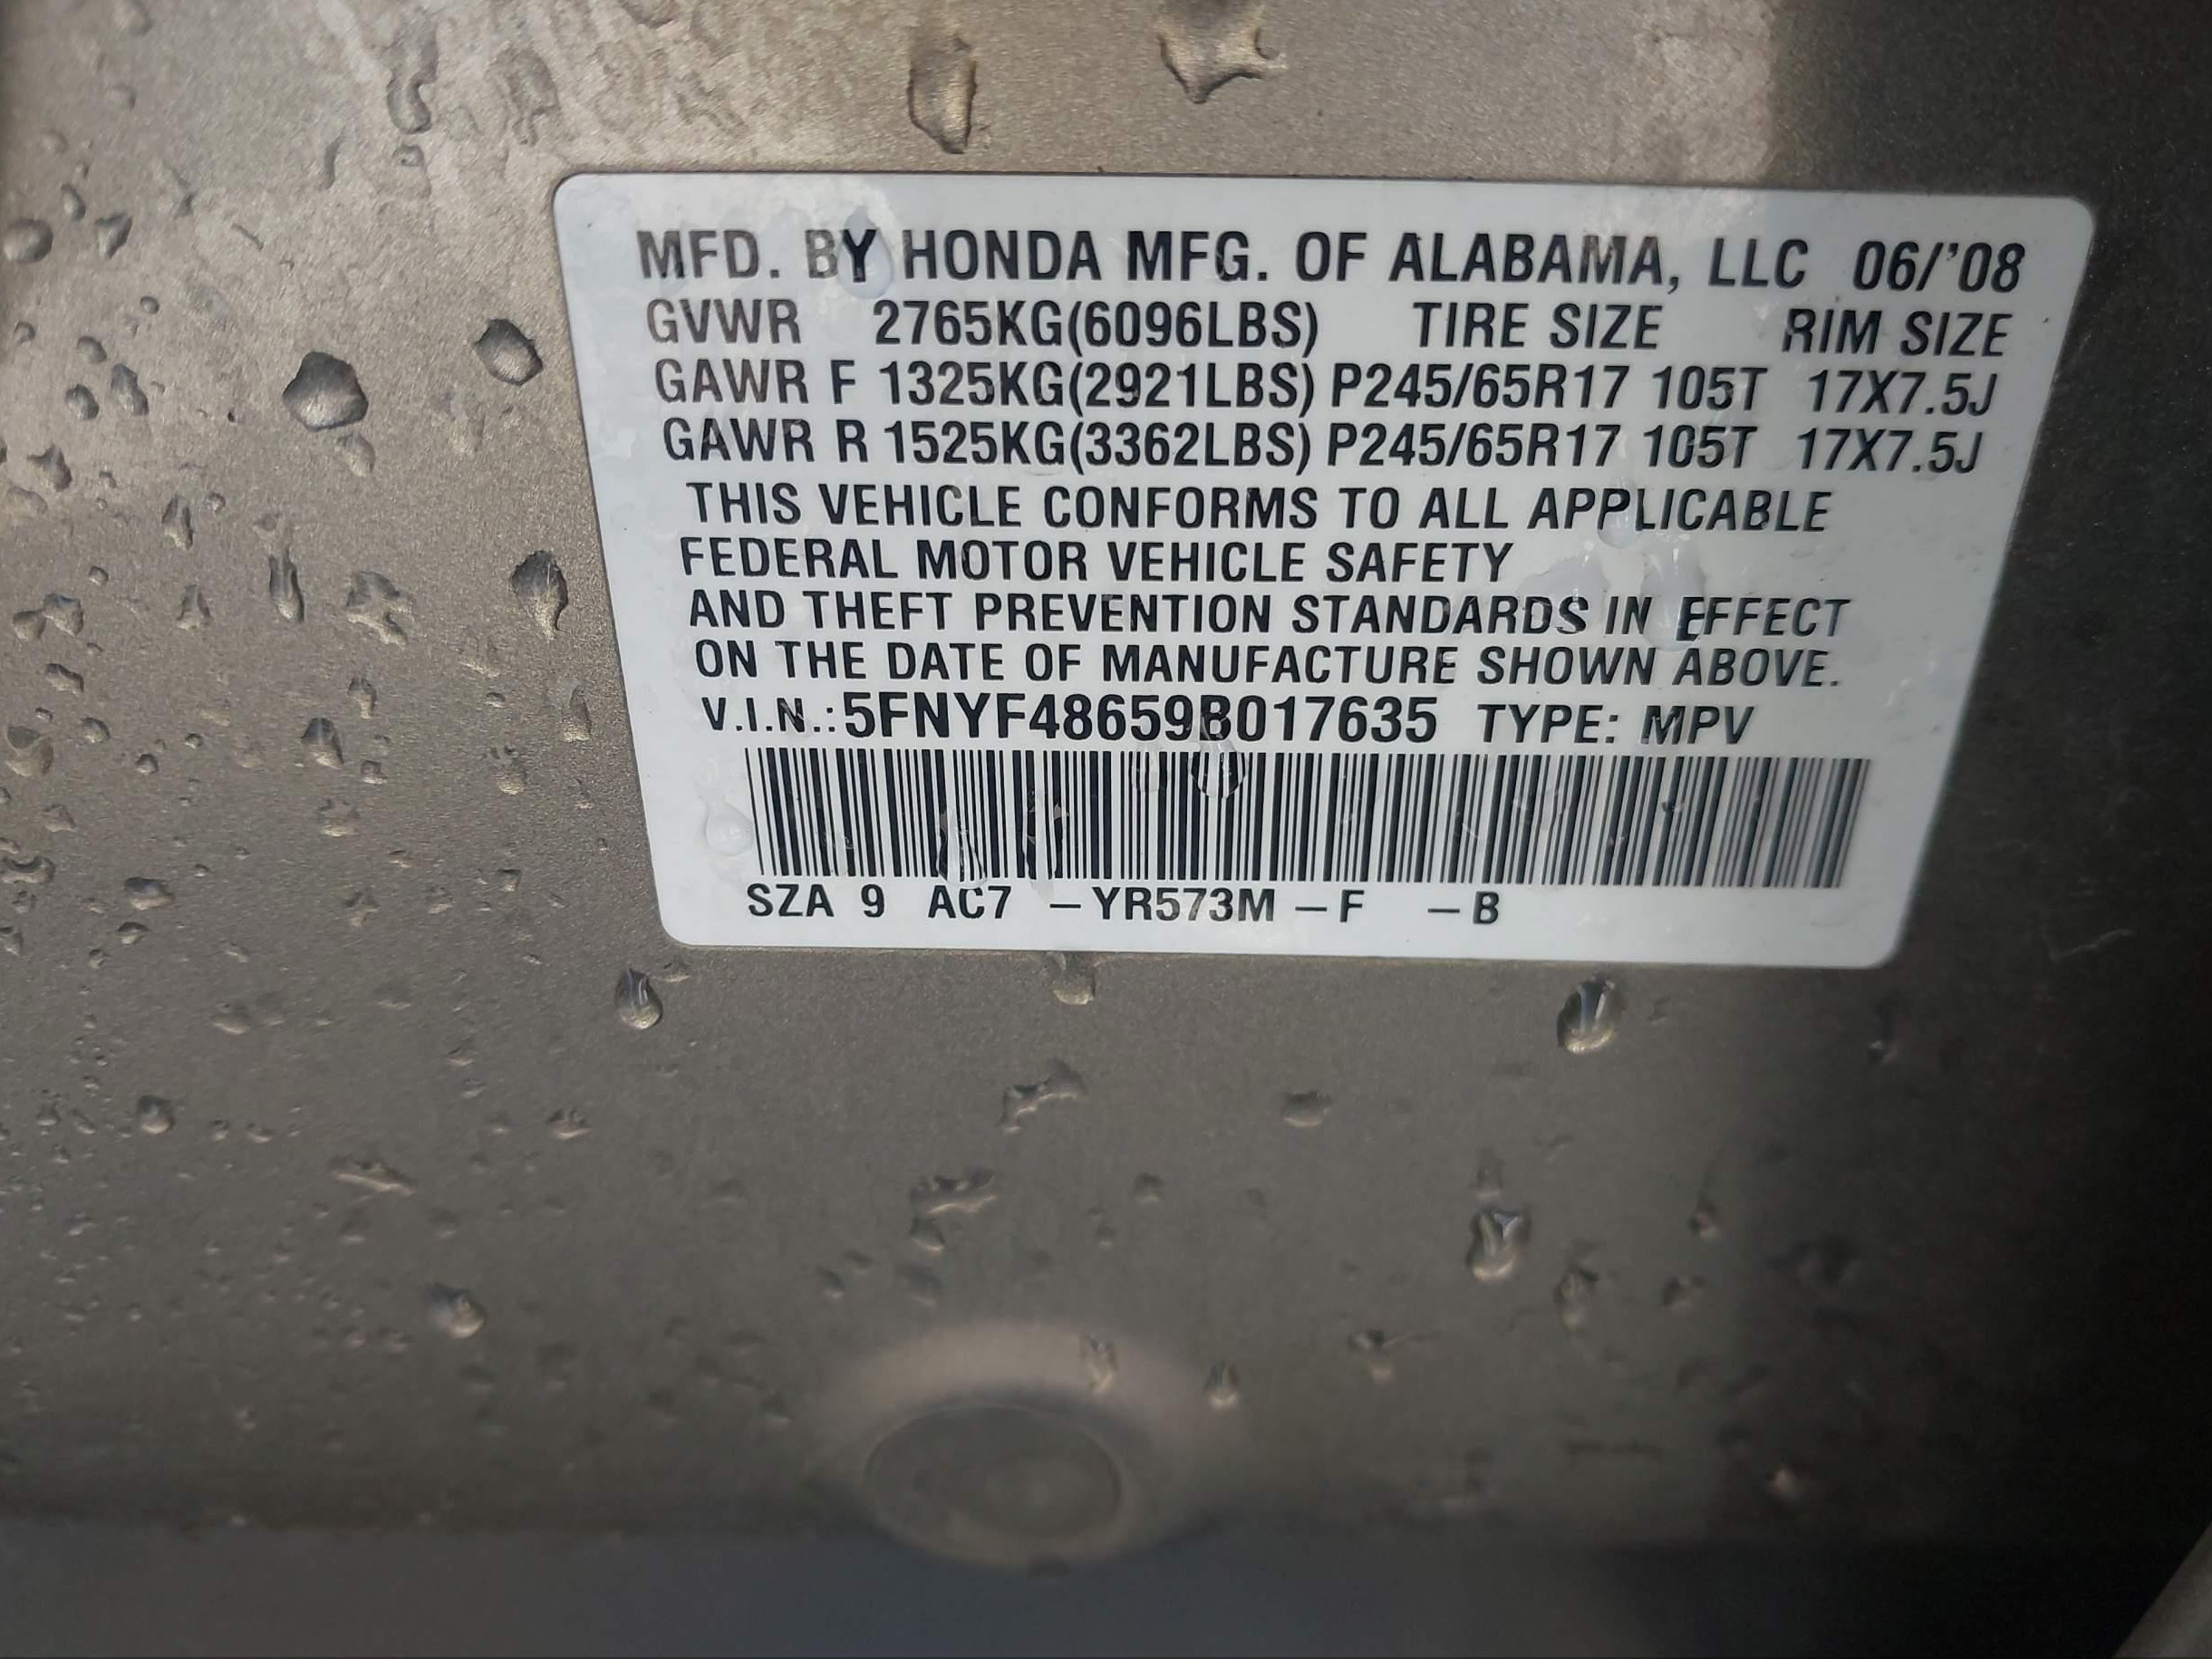 MFD. BY HONDA MFG. OF ALABAMA, LLC 06/'08
GVWR 2765KG(6096LBS) TIRE SIZE RIM SIZE
GAWR F 1325KG(2921LBS) P245/65R17 105T 17X7.5J
GAWR R 1525KG(3362LBS) P245/65R17 105T 17X7.5J
THIS VEHICLE CONFORMS TO ALL APPLICABLE
FEDERAL MOTOR VEHICLE SAFETY
AND THEFT PREVENTION STANDARDS IN EFFECT
ON THE DATE OF MANUFACTURE SHOWN ABOVE.
V.I.N.: 5FNYF48659B017635 TYPE: MPV
SZA 9 AC7 –YR573M –F –B